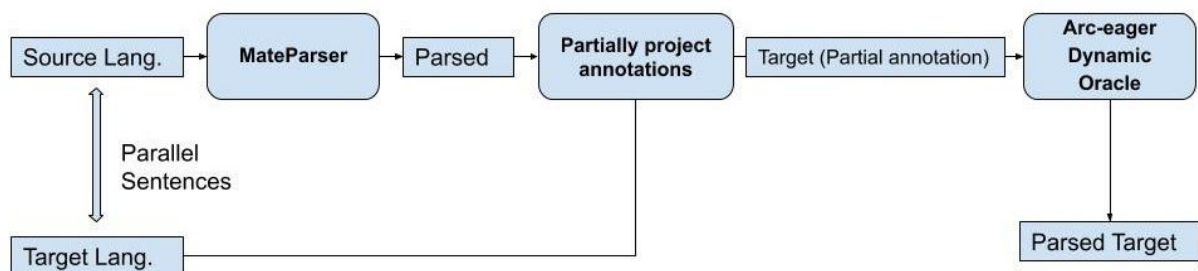 Source Lang.
MateParser
Parsed
Partially project
annotations
Target (Partial annotation)
Arc-eager
Dynamic
Oracle
Parallel
Sentences
Target Lang.
Parsed Target